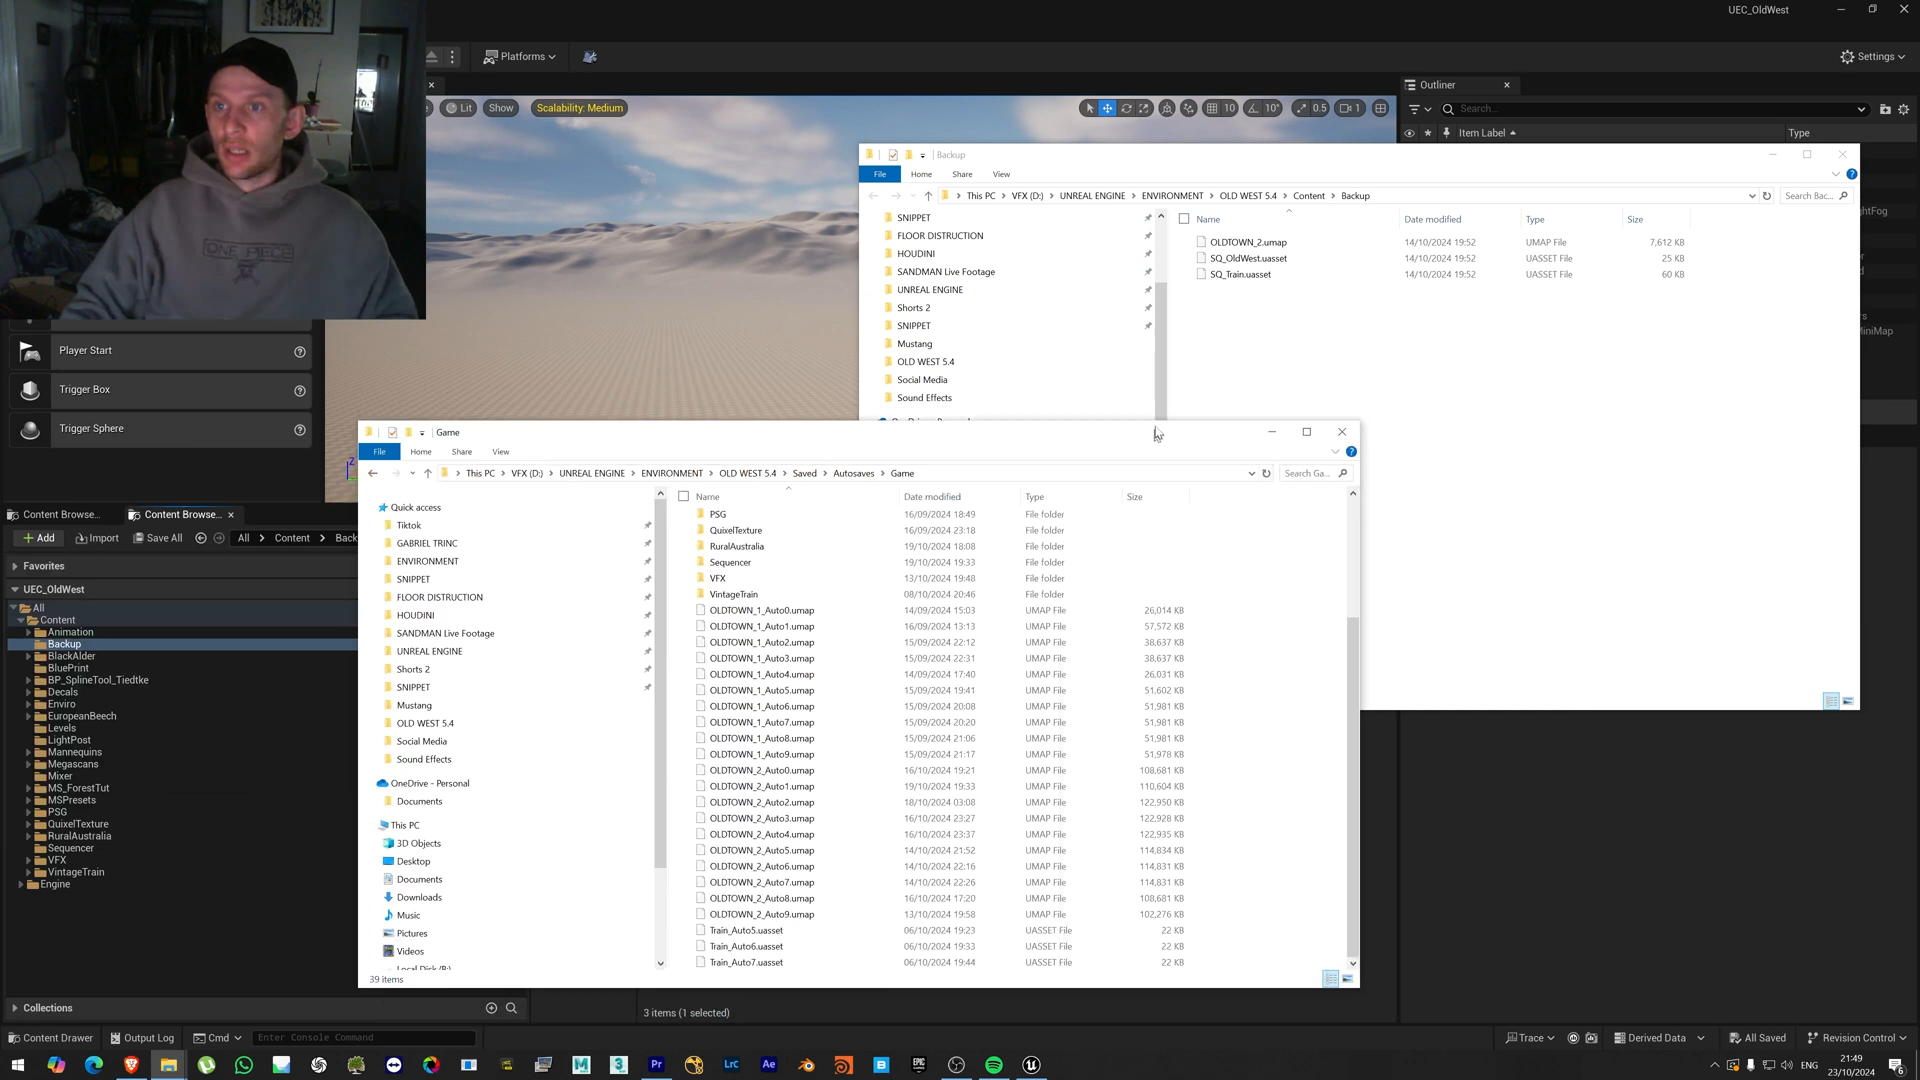 UEC_OldWest
Platforms
Settings
Lit
Show
Scalability: Medium
10
10°
0.5
1
Outliner
Search...
Item Label
Type
ONE PIECE
Player Start
Trigger Box
Trigger Sphere
Backup
File Home Share View
This PC VFX (D:) UNREAL ENGINE ENVIRONMENT OLD WEST 5.4 Content Backup
Search Bac...
Name Date modified Type Size
OLDTOWN_2.umap 14/10/2024 19:52 UMAP File 7,612 KB
SQ_OldWest.uasset 14/10/2024 19:52 UASSET File 25 KB
SQ_Train.uasset 14/10/2024 19:52 UASSET File 60 KB
SNIPPET
FLOOR DISTRUCTION
HOUDINI
SANDMAN Live Footage
UNREAL ENGINE
Shorts 2
SNIPPET
Mustang
OLD WEST 5.4
Social Media
Sound Effects
htFog
MiniMap
Game
File Home Share View
This PC VFX (D:) UNREAL ENGINE ENVIRONMENT OLD WEST 5.4 Saved Autosaves Game
Search Ga...
Quick access
Tiktok
GABRIEL TRINC
ENVIRONMENT
SNIPPET
FLOOR DISTRUCTION
HOUDINI
SANDMAN Live Footage
UNREAL ENGINE
Shorts 2
SNIPPET
Mustang
OLD WEST 5.4
Social Media
Sound Effects
OneDrive - Personal
Documents
This PC
3D Objects
Desktop
Documents
Downloads
Music
Pictures
Videos
Local Disk (B:)
39 items
Name Date modified Type Size
PSG 16/09/2024 18:49 File folder
QuixelTexture 16/09/2024 23:18 File folder
RuralAustralia 19/10/2024 18:08 File folder
Sequencer 19/10/2024 19:33 File folder
VFX 13/10/2024 19:48 File folder
VintageTrain 08/10/2024 20:46 File folder
OLDTOWN_1_Auto0.umap 14/09/2024 15:03 UMAP File 26,014 KB
OLDTOWN_1_Auto1.umap 16/09/2024 13:13 UMAP File 57,572 KB
OLDTOWN_1_Auto2.umap 15/09/2024 22:12 UMAP File 38,637 KB
OLDTOWN_1_Auto3.umap 15/09/2024 22:31 UMAP File 38,637 KB
OLDTOWN_1_Auto4.umap 14/09/2024 17:40 UMAP File 26,031 KB
OLDTOWN_1_Auto5.umap 15/09/2024 19:41 UMAP File 51,602 KB
OLDTOWN_1_Auto6.umap 15/09/2024 20:08 UMAP File 51,981 KB
OLDTOWN_1_Auto7.umap 15/09/2024 20:20 UMAP File 51,981 KB
OLDTOWN_1_Auto8.umap 15/09/2024 21:06 UMAP File 51,981 KB
OLDTOWN_1_Auto9.umap 15/09/2024 21:17 UMAP File 51,978 KB
OLDTOWN_2_Auto0.umap 16/10/2024 19:21 UMAP File 108,681 KB
OLDTOWN_2_Auto1.umap 19/10/2024 19:33 UMAP File 110,604 KB
OLDTOWN_2_Auto2.umap 18/10/2024 03:08 UMAP File 122,950 KB
OLDTOWN_2_Auto3.umap 16/10/2024 23:27 UMAP File 122,928 KB
OLDTOWN_2_Auto4.umap 16/10/2024 23:37 UMAP File 122,935 KB
OLDTOWN_2_Auto5.umap 14/10/2024 21:52 UMAP File 114,834 KB
OLDTOWN_2_Auto6.umap 14/10/2024 22:16 UMAP File 114,831 KB
OLDTOWN_2_Auto7.umap 14/10/2024 22:26 UMAP File 114,831 KB
OLDTOWN_2_Auto8.umap 16/10/2024 17:20 UMAP File 108,681 KB
OLDTOWN_2_Auto9.umap 13/10/2024 19:58 UMAP File 102,276 KB
Train_Auto5.uasset 06/10/2024 19:23 UASSET File 22 KB
Train_Auto6.uasset 06/10/2024 19:33 UASSET File 22 KB
Train_Auto7.uasset 06/10/2024 19:44 UASSET File 22 KB
Content Browse... Content Browse...
Add Import Save All All Content Back
Favorites
UEC_OldWest
All
Content
Animation
Backup
BlackAlder
BluePrint
BP_SplineTool_Tiedtke
Decals
Enviro
EuropeanBeech
Levels
LightPost
Mannequins
Megascans
Mixer
MS_ForestTut
MSPresets
PSG
QuixelTexture
RuralAustralia
Sequencer
VFX
VintageTrain
Engine
Collections
3 items (1 selected)
Content Drawer Output Log Cmd Enter Console Command
Trace Derived Data All Saved Revision Control
Pr Lrc Ae
ENG
21:49
23/10/2024
6